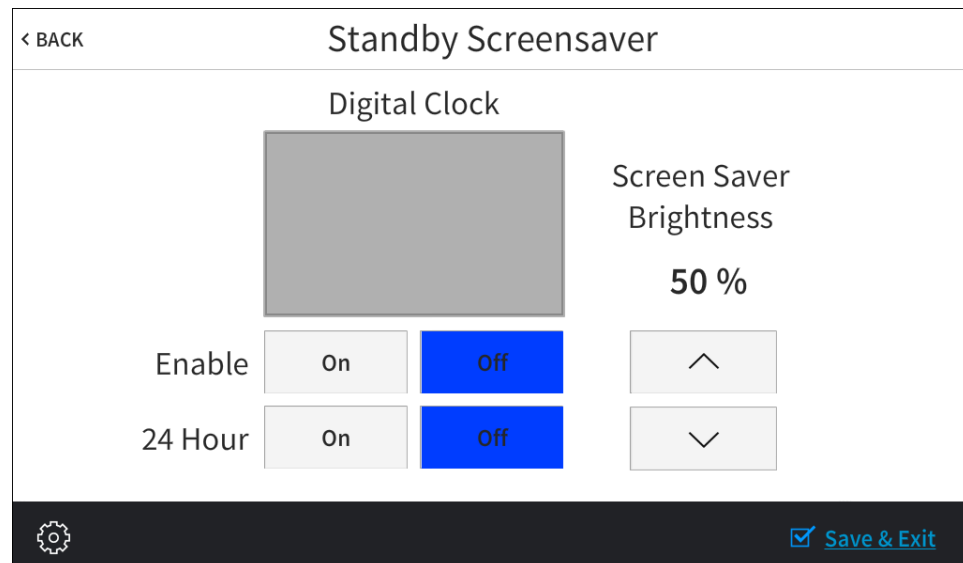 < BACK
Standby Screensaver
Digital Clock
Screen Saver
Brightness
50 %
Enable
On
Off
24 Hour
On
Off
Save & Exit